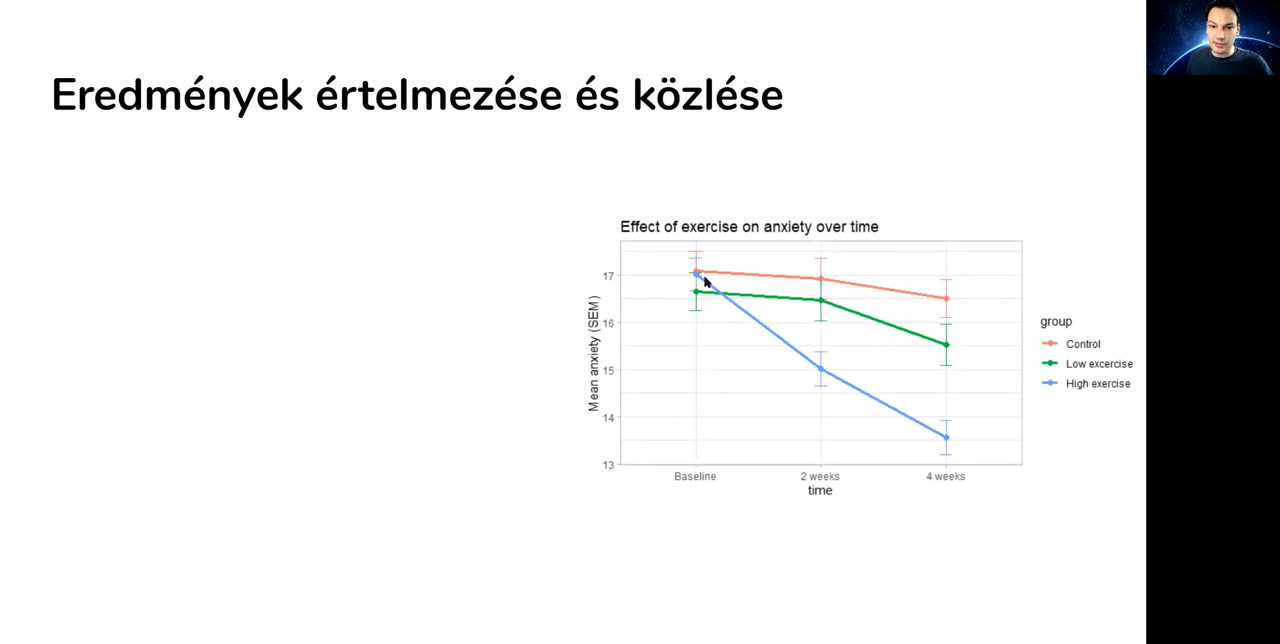 Eredmények értelmezése és közlése
Effect of exercise on anxiety over time
Mean anxiety (SEM)
17
16
15
14
13
Baseline
2 weeks
4 weeks
time
group
Control
Low excercise
High exercise